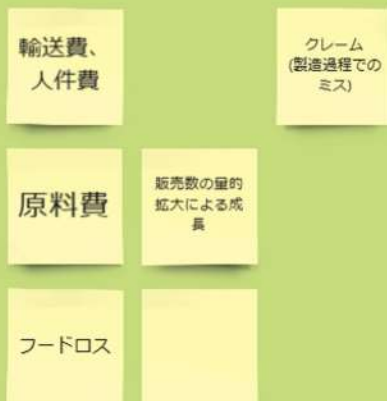 輸送費、
人件費
クレーム
(製造過程での
ミス)
原料費
販売数の量的
拡大による成
長
フードロス